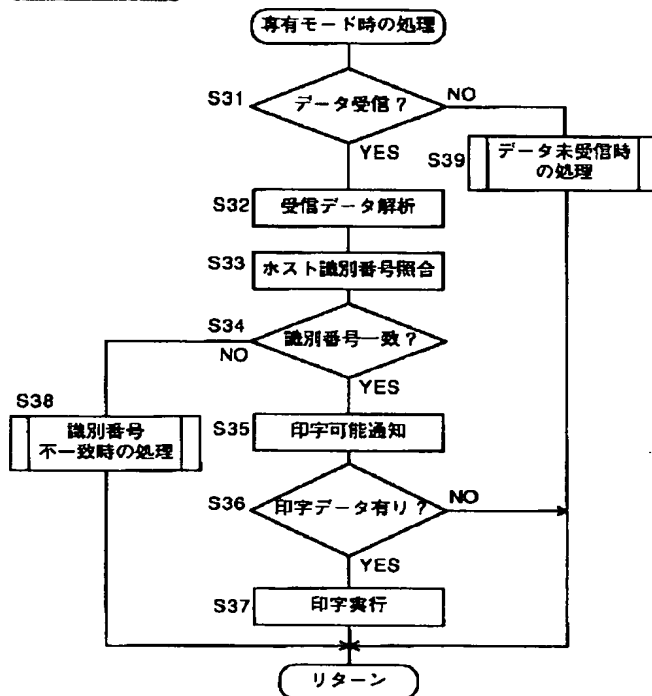 専有モード時の処理
S31
データ受信？
NO
YES
S39
データ未受信時
の処理
S32
受信データ解析
S33
ホスト識別番号照合
S34
識別番号一致？
NO
YES
S38
識別番号
不一致時の処理
S35
印字可能通知
S36
印字データ有り？
NO
YES
S37
印字実行
リターン